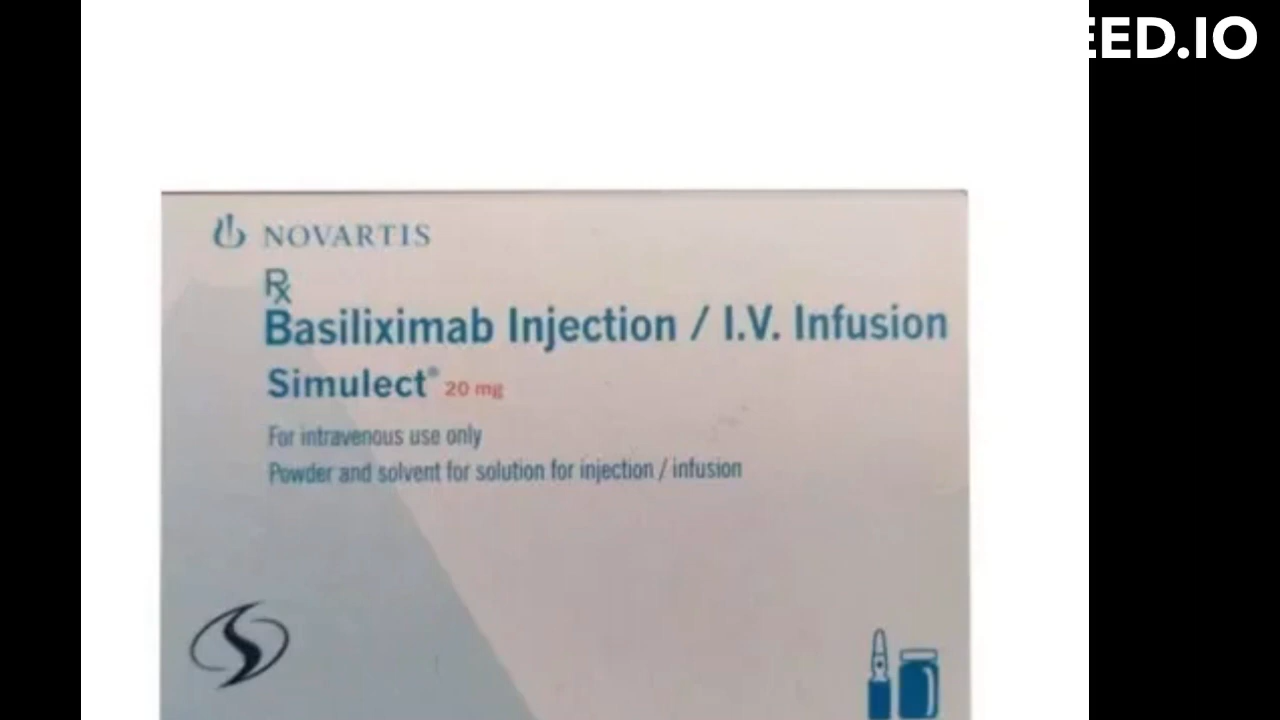 EED.IO
NOVARTIS
Rx
Basiliximab Injection / I.V. Infusion
Simulect® 20 mg
For intravenous use only
Powder and solvent for solution for injection / infusion